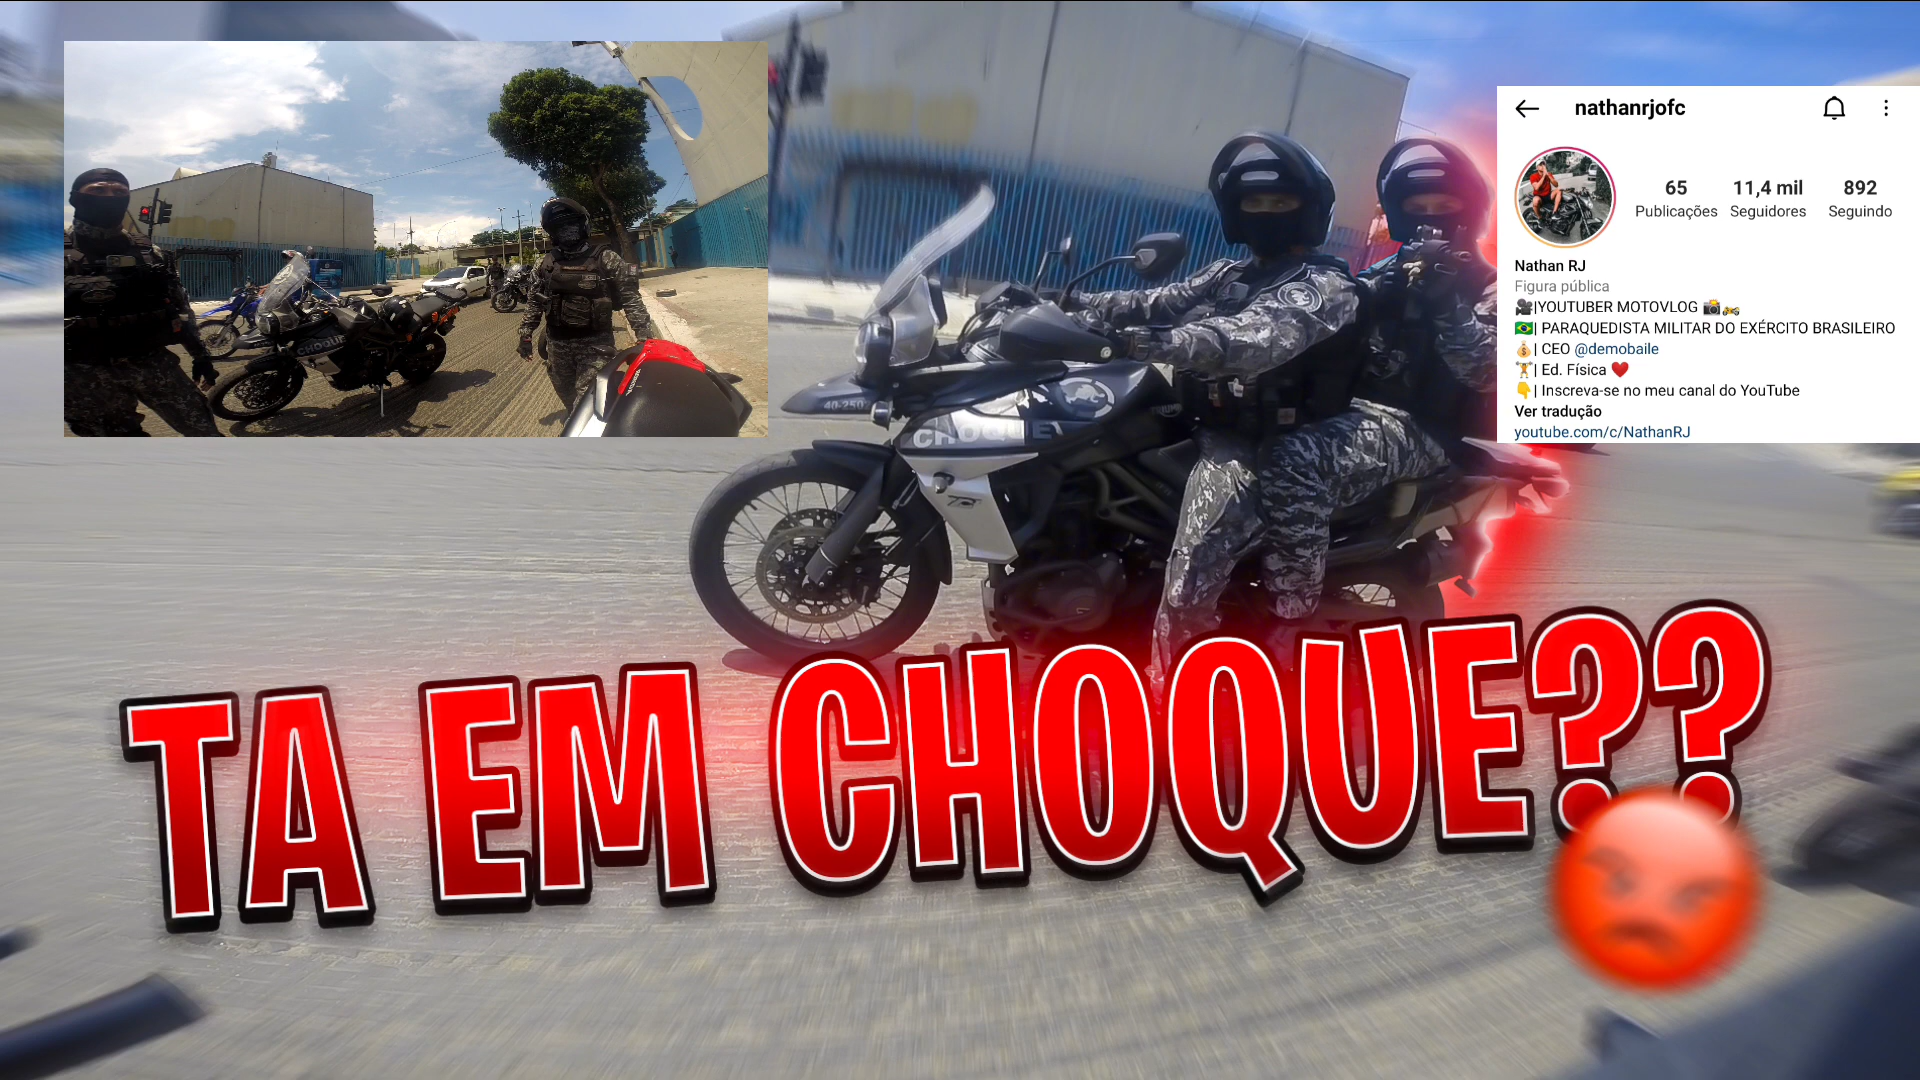 nathanrjofc
65 11,4 mil 892
Publicações Seguidores Seguindo
Nathan RJ
Figura pública
🎥|YOUTUBER MOTOVLOG 📸🏍️
🇧🇷| PARAQUEDISTA MILITAR DO EXÉRCITO BRASILEIRO
💰| CEO @demobaile
🏋| Ed. Física ❤️
👇| Inscreva-se no meu canal do YouTube
Ver tradução
youtube.com/c/NathanRJ
CHOQUE
HONDA
40-250
CHOQUE
TA EM CHOQUE??